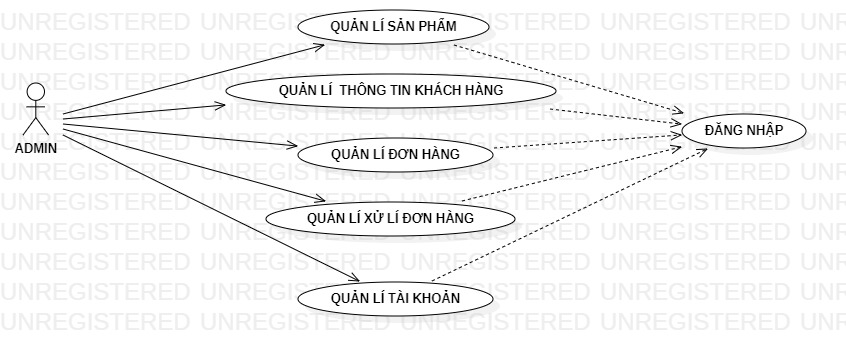 QUẢN LÍ SẢN PHẨM
QUẢN LÍ THÔNG TIN KHÁCH HÀNG
ĐĂNG NHẬP
ADMIN
QUẢN LÍ ĐƠN HÀNG
QUẢN LÍ XỬ LÍ ĐƠN HÀNG
QUẢN LÍ TÀI KHOẢN
UNREGISTERED UNREGISTERED UNREGISTERED UNREGISTERED UNR